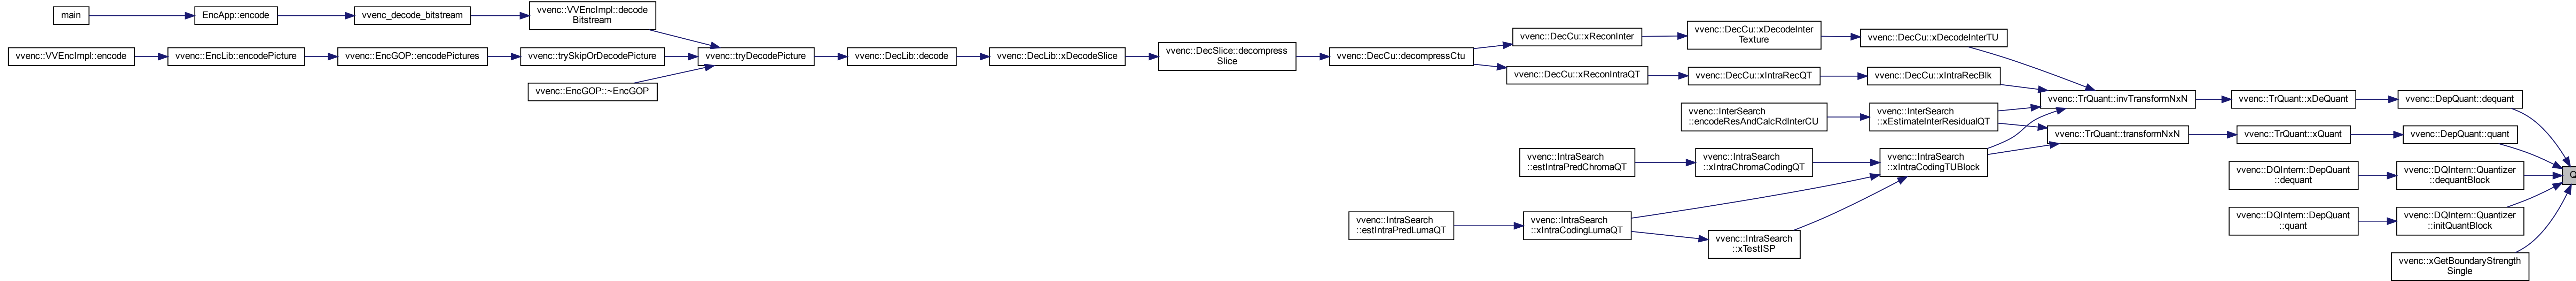 main
EncApp::encode
vvenc_decode_bitstream
vvenc::VVEncImpl::decode
Bitstream
vvenc::VVEncImpl::encode
vvenc::EncLib::encodePicture
vvenc::EncGOP::encodePictures
vvenc::trySkipOrDecodePicture
vvenc::EncGOP::~EncGOP
vvenc::tryDecodePicture
vvenc::DecLib::decode
vvenc::DecLib::xDecodeSlice
vvenc::DecSlice::decompress
Slice
vvenc::DecCu::decompressCtu
vvenc::DecCu::xReconInter
vvenc::DecCu::xDecodeInter
Texture
vvenc::DecCu::xDecodeInterTU
vvenc::DecCu::xReconIntraQT
vvenc::DecCu::xIntraRecQT
vvenc::DecCu::xIntraRecBlk
vvenc::InterSearch
::encodeResAndCalcRdInterCU
vvenc::InterSearch
::xEstimateInterResidualQT
vvenc::IntraSearch
::estIntraPredChromaQT
vvenc::IntraSearch
::xIntraChromaCodingQT
vvenc::IntraSearch
::xIntraCodingTUBlock
vvenc::IntraSearch
::estIntraPredLumaQT
vvenc::IntraSearch
::xIntraCodingLumaQT
vvenc::IntraSearch
::xTestISP
vvenc::TrQuant::invTransformNxN
vvenc::TrQuant::xDeQuant
vvenc::DepQuant::dequant
vvenc::TrQuant::transformNxN
vvenc::TrQuant::xQuant
vvenc::DepQuant::quant
vvenc::DQIntern::DepQuant
::dequant
vvenc::DQIntern::Quantizer
::dequantBlock
vvenc::DQIntern::DepQuant
::quant
vvenc::DQIntern::Quantizer
::initQuantBlock
vvenc::xGetBoundaryStrength
Single